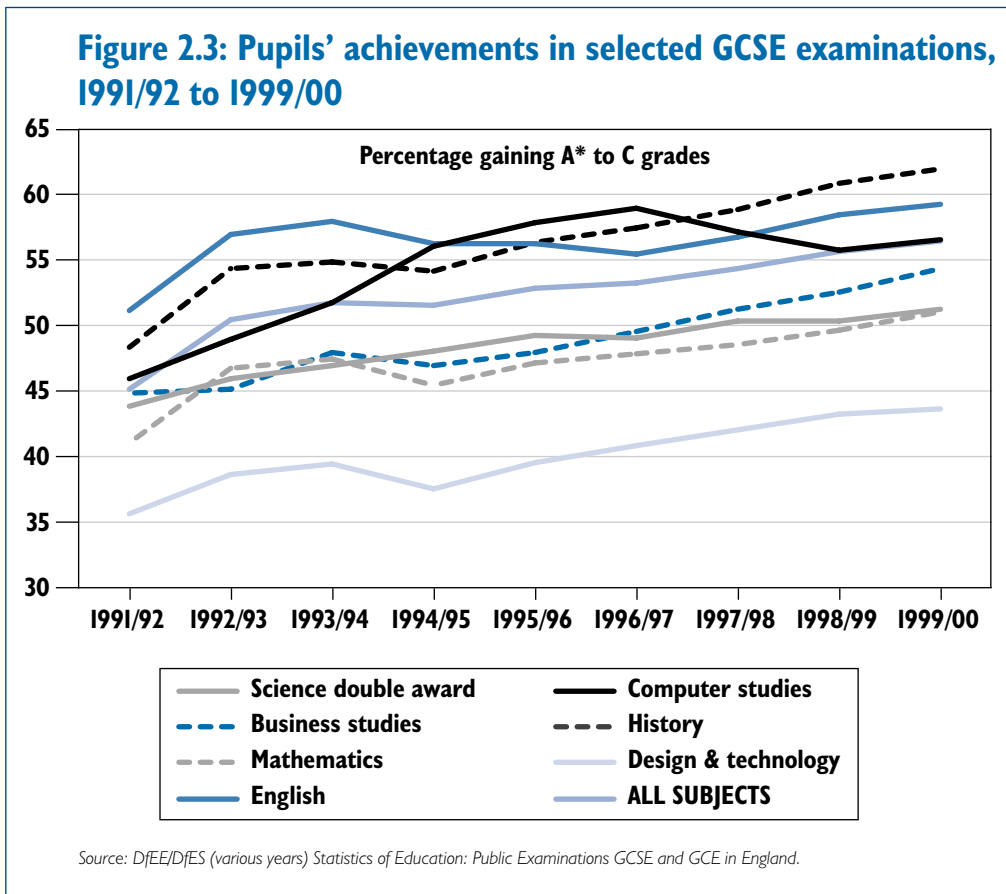 Figure 2.3: Pupils’ achievements in selected GCSE examinations,
1991/92 to 1999/00
Percentage gaining A* to C grades
65
60
55
50
45
40
35
30
1991/92 1992/93 1993/94 1994/95 1995/96 1996/97 1997/98 1998/99 1999/00
Science double award Computer studies
Business studies History
Mathematics Design & technology
English ALL SUBJECTS
Source: DfEE/DfES (various years) Statistics of Education: Public Examinations GCSE and GCE in England.